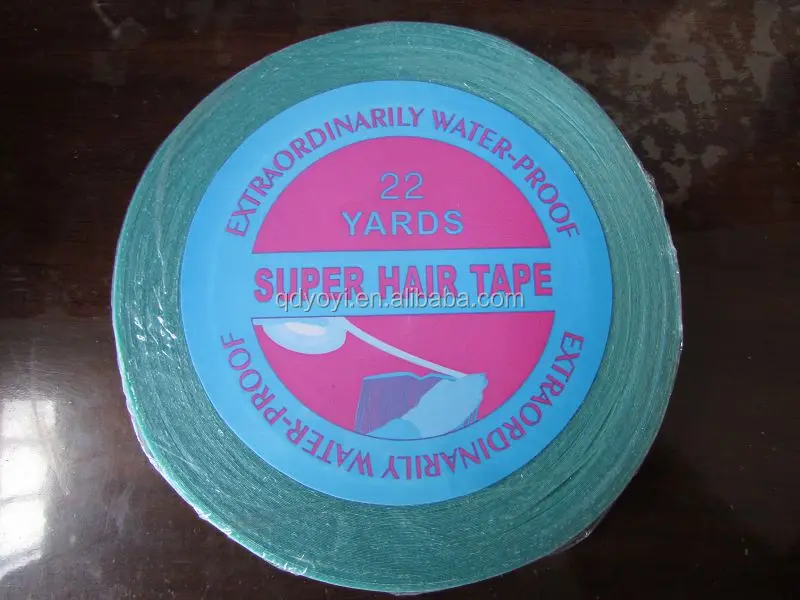 EXTRAORDINARILY WATER-PROOF
22
YARDS
SUPER HAIR TAPE
qdyoyi.en.alibaba.com
EXTRAORDINARILY WATER-PROOF